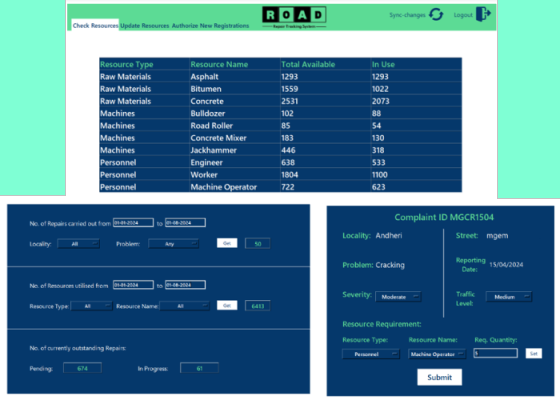 ROAD
Repair Tracking System
Sync-changes
Logout
Check Resources Update Resources Authorize New Registrations
Resource Type Resource Name Total Available In Use
Raw Materials Asphalt 1293 1293
Raw Materials Bitumen 1559 1022
Raw Materials Concrete 2531 2073
Machines Bulldozer 102 88
Machines Road Roller 85 54
Machines Concrete Mixer 183 130
Machines Jackhammer 446 318
Personnel Engineer 638 533
Personnel Worker 1804 1100
Personnel Machine Operator 722 623
No. of Repairs carried out from 01-01-2024 to 01-08-2024
Locality: All Problem: Any Get 50
No. of Resources utilised from 01-01-2024 to 01-08-2024
Resource Type: All Resource Name: All Get 6493
No. of currently outstanding Repairs:
Pending: 674 In Progress: 61
Complaint ID MGCR1504
Locality: Andheri Street: mgem
Problem: Cracking Reporting Date: 15/04/2024
Severity: Moderate Traffic Level: Medium
Resource Requirement:
Resource Type: Resource Name: Req. Quantity:
Personnel Machine Operator 5
Submit